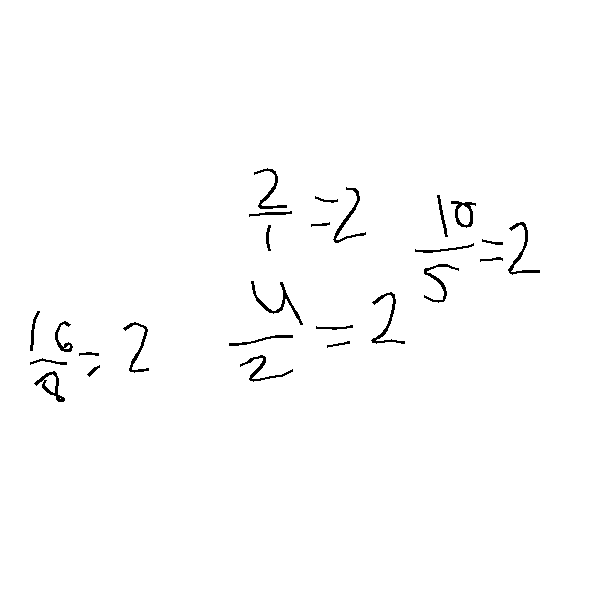 2/1 = 2
10/5 = 2
16/8 = 2
4/2 = 2